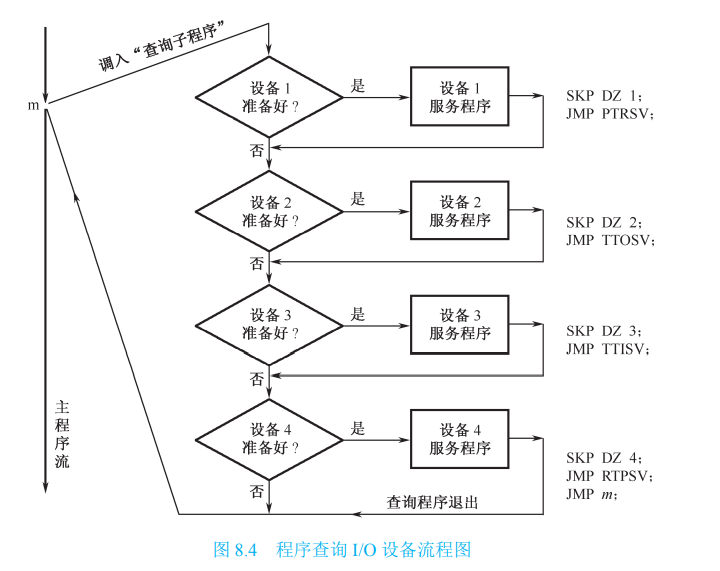 调入“查询子程序”
m
设备 1
准备好?
是
设备 1
服务程序
SKP DZ 1;
JMP PTRSV;
否
设备 2
准备好?
是
设备 2
服务程序
SKP DZ 2;
JMP TTOSV;
否
设备 3
准备好?
是
设备 3
服务程序
SKP DZ 3;
JMP TTISV;
否
主程序流
设备 4
准备好?
是
设备 4
服务程序
SKP DZ 4;
JMP RTPSV;
JMP m;
否
查询程序退出
图 8.4 程序查询 I/O 设备流程图